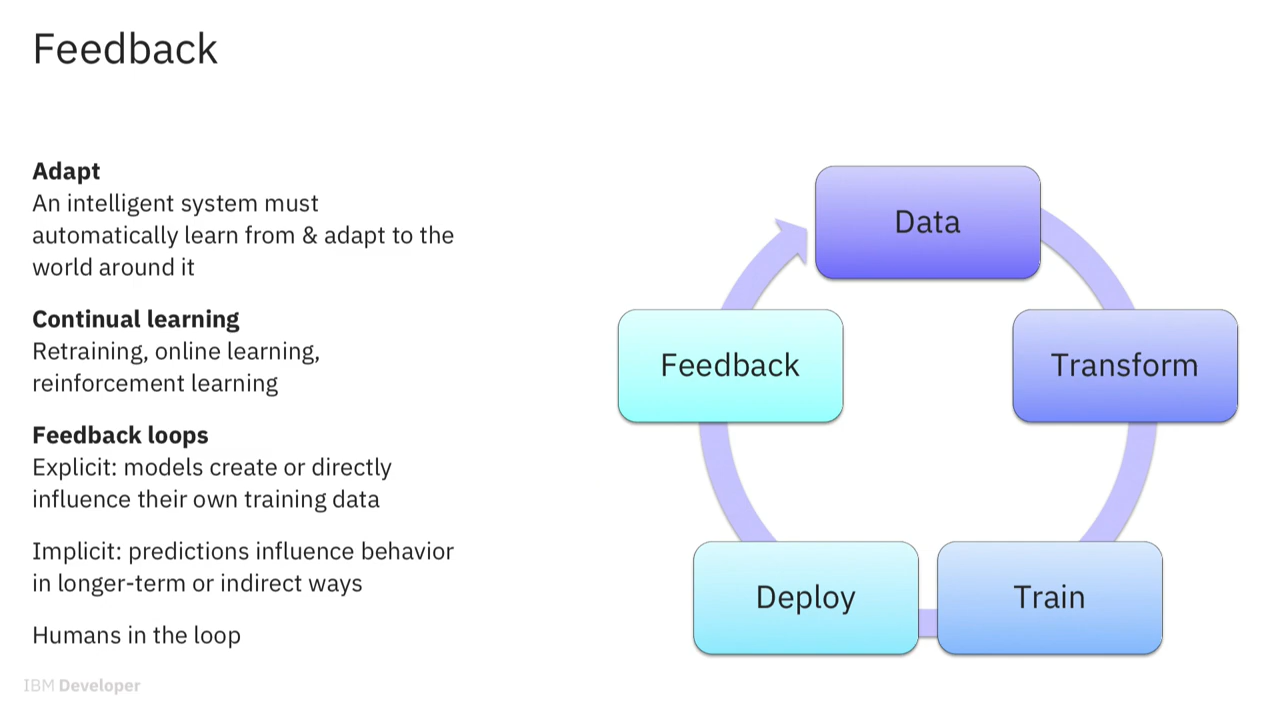 Feedback
Adapt
An intelligent system must
automatically learn from & adapt to the
world around it
Continual learning
Retraining, online learning,
reinforcement learning
Feedback loops
Explicit: models create or directly
influence their own training data
Implicit: predictions influence behavior
in longer-term or indirect ways
Humans in the loop
Data
Transform
Train
Deploy
Feedback
IBM Developer